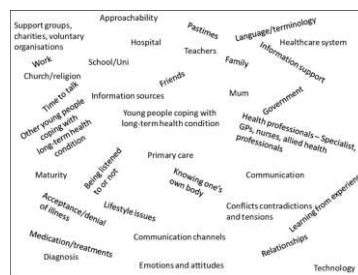 Support groups,
charities, voluntary
organisations
Approachability
Pastimes
Language/terminology
Healthcare system
Hospital
Teachers
Information support
Work
School/Uni
Family
Church/religion
Friends
Time to talk
Information sources
Mum
Government
Other young people
coping with
long-term health
condition
Young people coping with
long-term health condition
Health professionals – Specialist,
GPs, nurses, allied health
professionals
Primary care
Maturity
Being listened
to or not
Knowing one's
own body
Communication
Acceptance/denial
of illness
Lifestyle issues
Conflicts contradictions
and tensions
Learning from experience
Medication/treatments
Communication channels
Relationships
Diagnosis
Emotions and attitudes
Technology